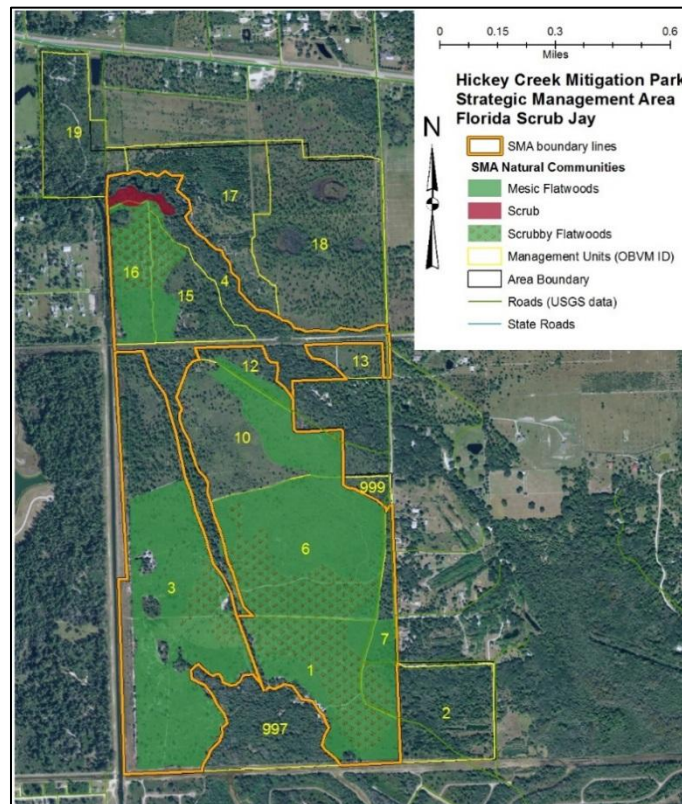 0 0.15 0.3 0.6
Miles
Hickey Creek Mitigation Park
Strategic Management Area
Florida Scrub Jay
N
SMA boundary lines
SMA Natural Communities
Mesic Flatwoods
Scrub
Scrubby Flatwoods
Management Units (OBVM ID)
Area Boundary
Roads (USGS data)
State Roads
19
17
18
16
4
15
12
13
10
999
6
3
7
1
2
997